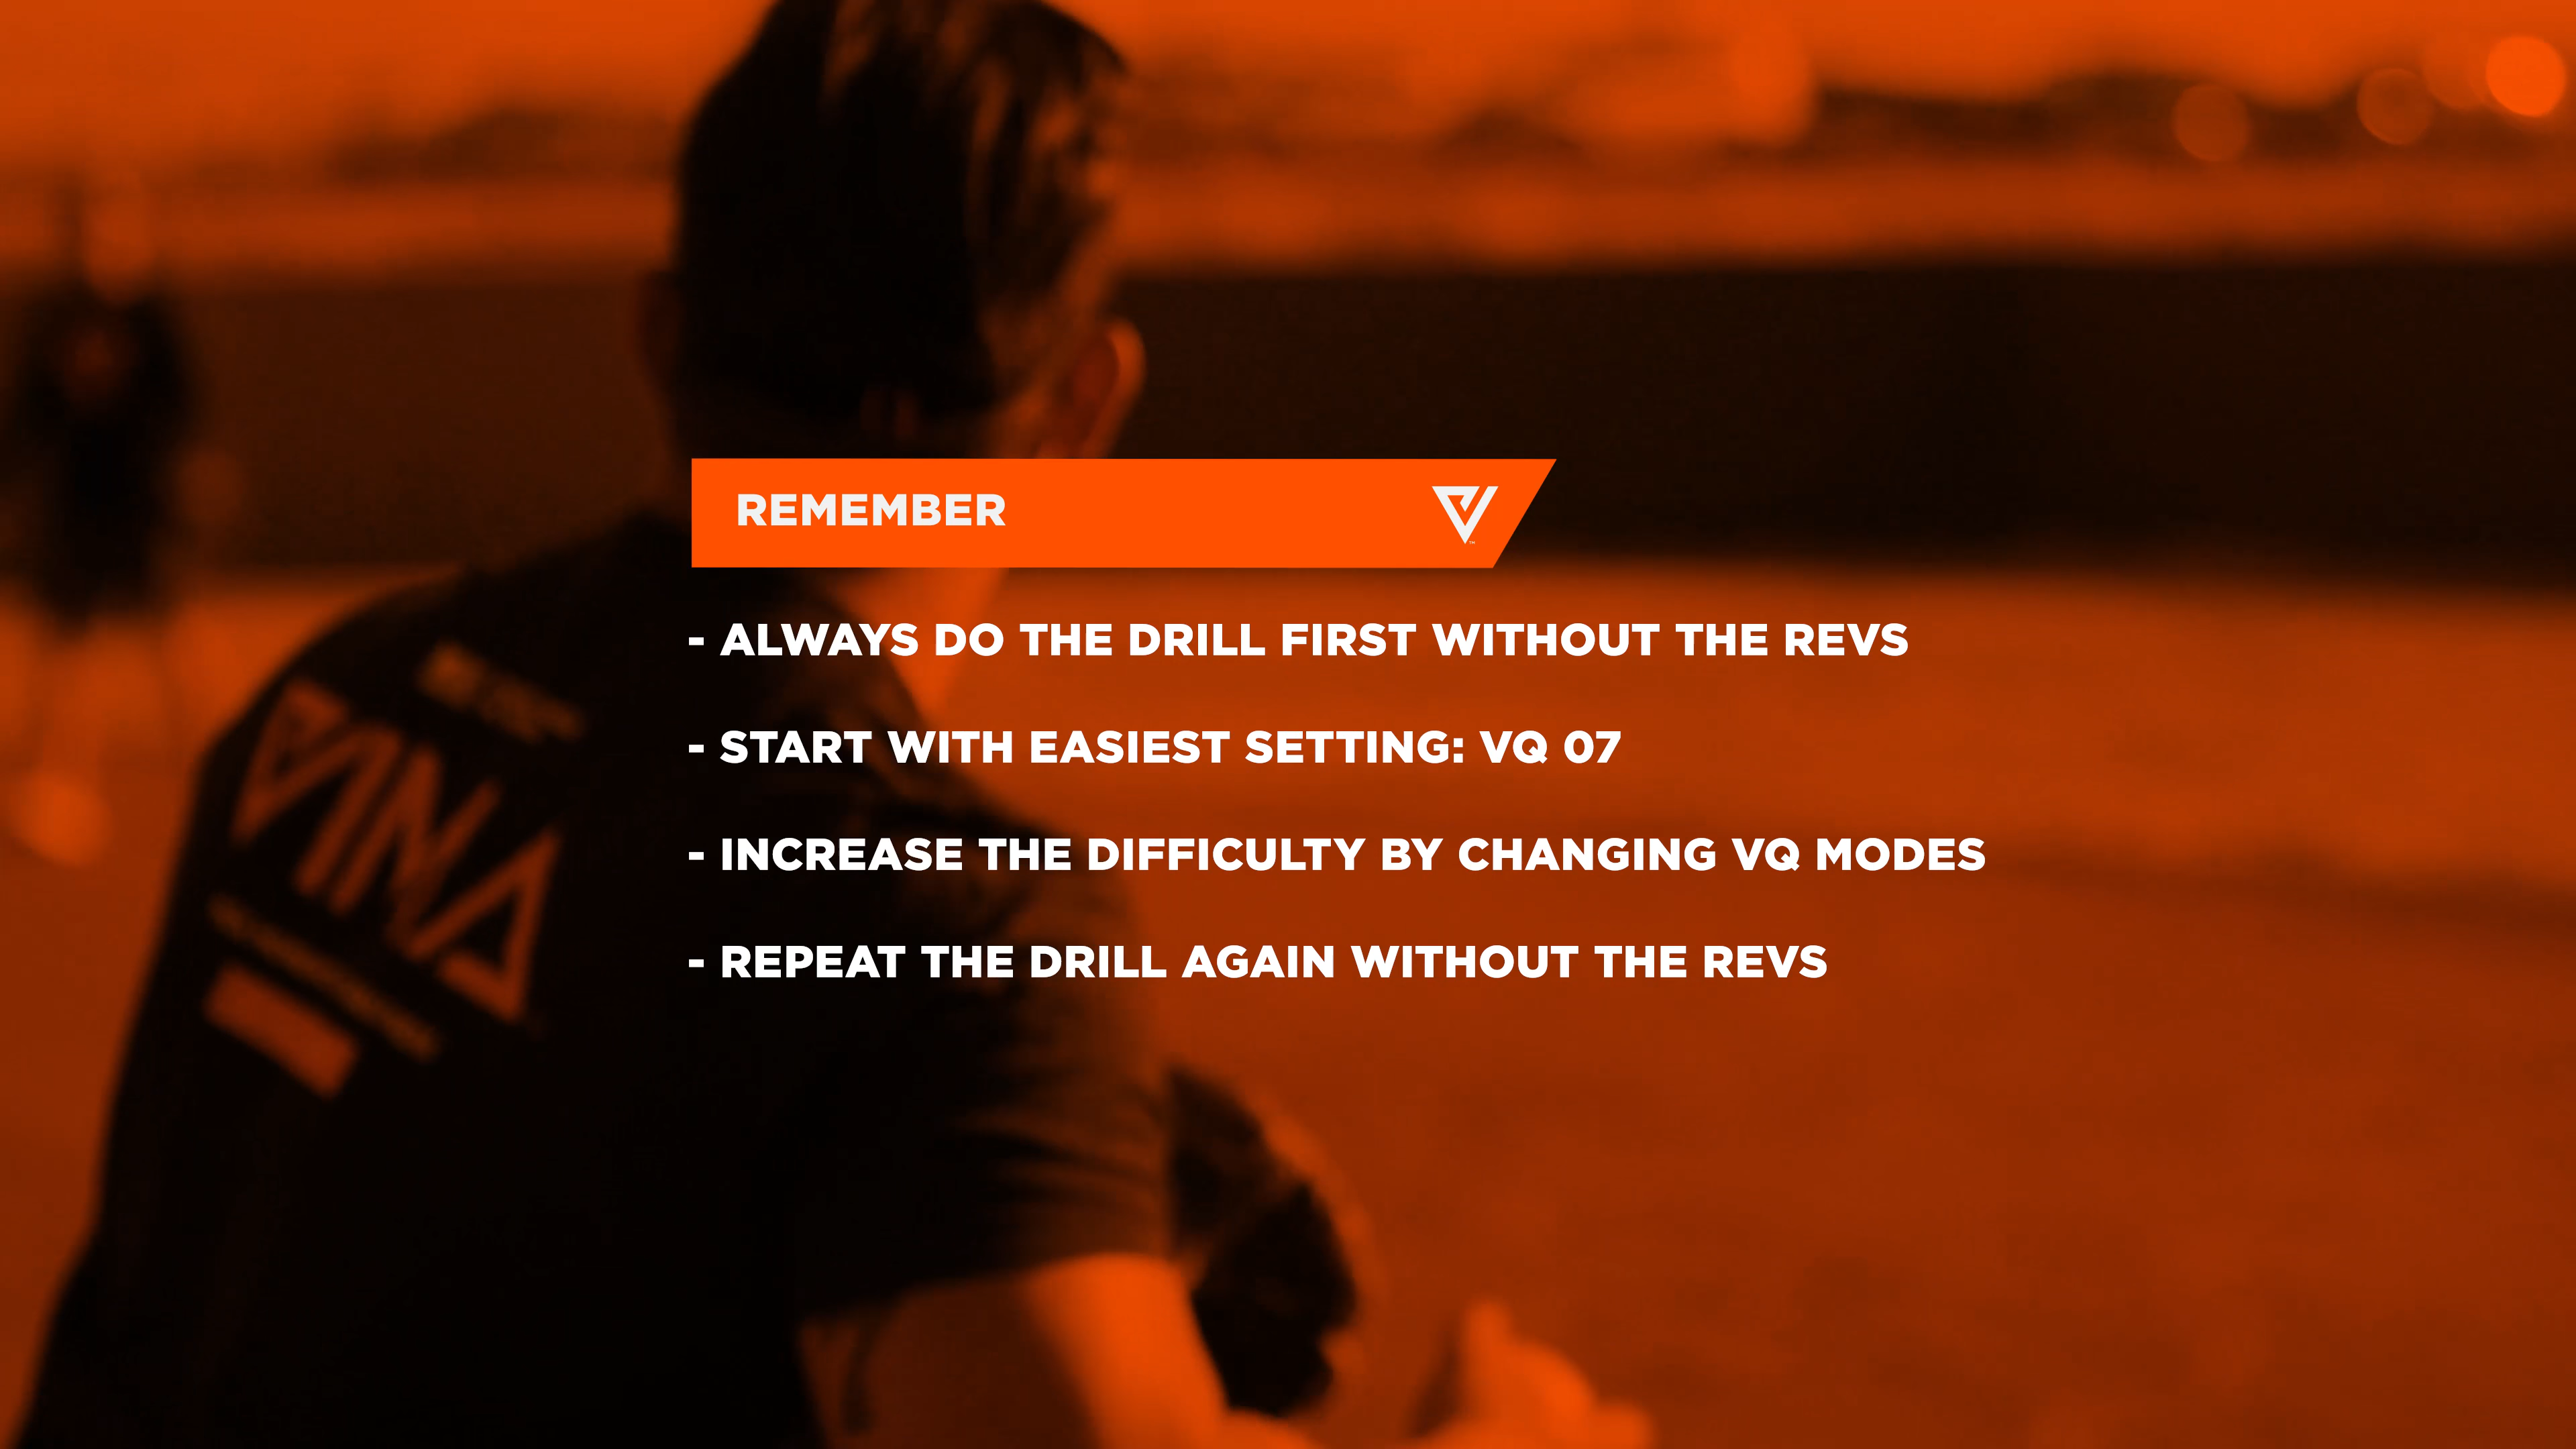 REMEMBER
- ALWAYS DO THE DRILL FIRST WITHOUT THE REVS
- START WITH EASIEST SETTING: VQ 07
- INCREASE THE DIFFICULTY BY CHANGING VQ MODES
- REPEAT THE DRILL AGAIN WITHOUT THE REVS